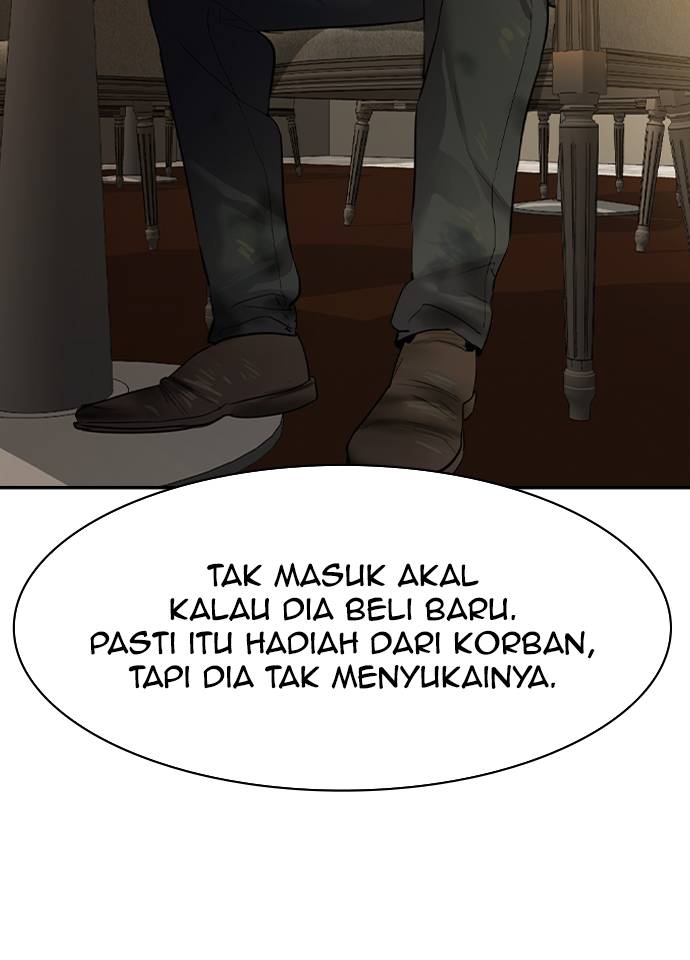 TAK MASUK AKAL
KALAU DIA BELI BARU.
PASTI ITU HADIAH DARI KORBAN,
TAPI DIA TAK MENYUKAINYA.